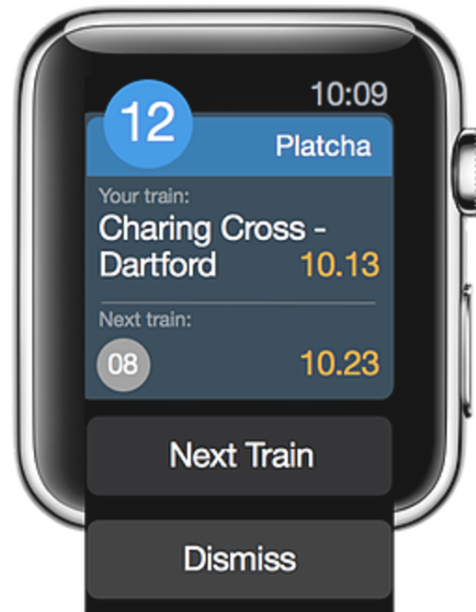 10:09
12
Platcha
Your train:
Charing Cross -
Dartford 10.13
Next train:
08 10.23
Next Train
Dismiss